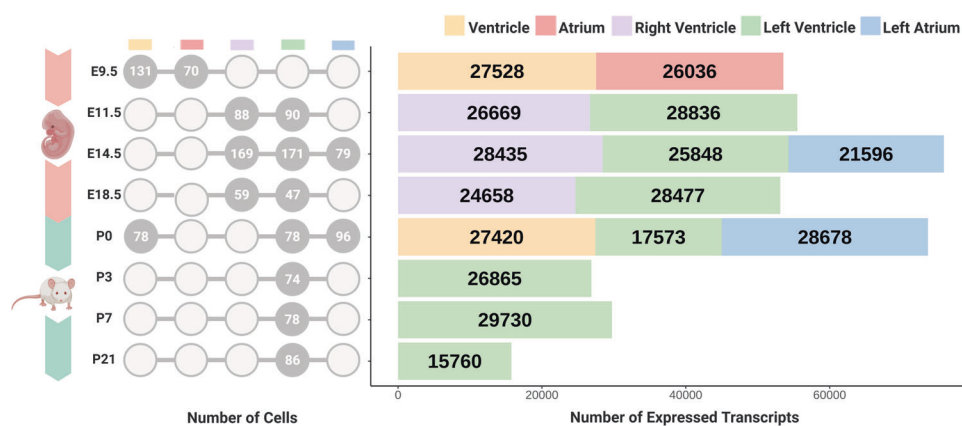 Ventricle Atrium Right Ventricle Left Ventricle Left Atrium
E9.5 131 70 27528 26036
E11.5 88 90 26669 28836
E14.5 169 171 79 28435 25848 21596
E18.5 59 47 24658 28477
P0 78 78 96 27420 17573 28678
P3 74 26865
P7 78 29730
P21 86 15760
0 20000 40000 60000
Number of Cells Number of Expressed Transcripts